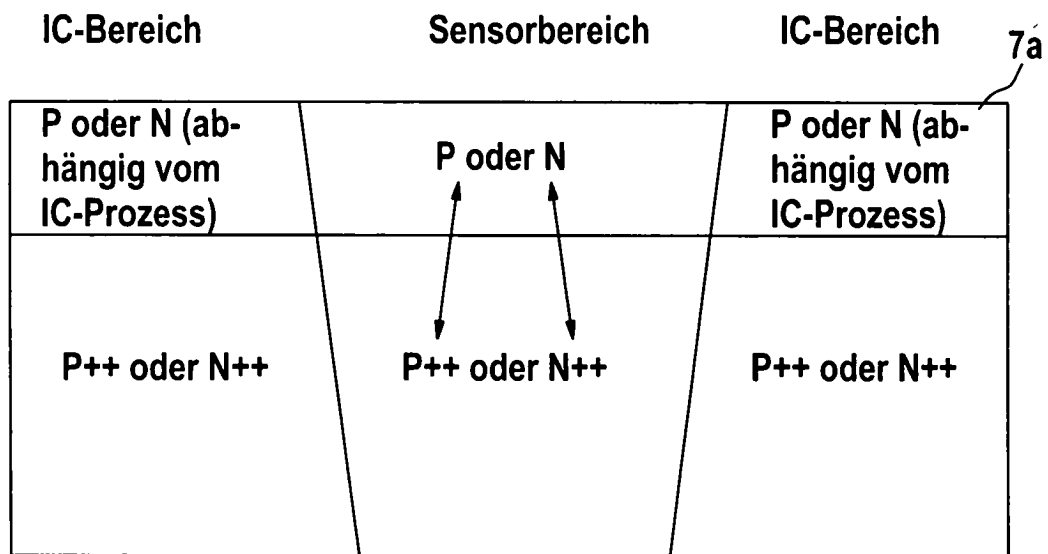 IC-Bereich
Sensorbereich
IC-Bereich
7a
P oder N (ab-
hängig vom
IC-Prozess)
P oder N
P oder N (ab-
hängig vom
IC-Prozess)
P++ oder N++
P++ oder N++
P++ oder N++